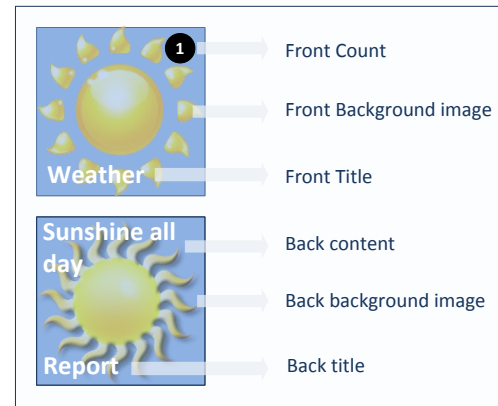 1
Front Count
Front Background image
Weather
Front Title
Sunshine all
day
Back content
Back background image
Report
Back title